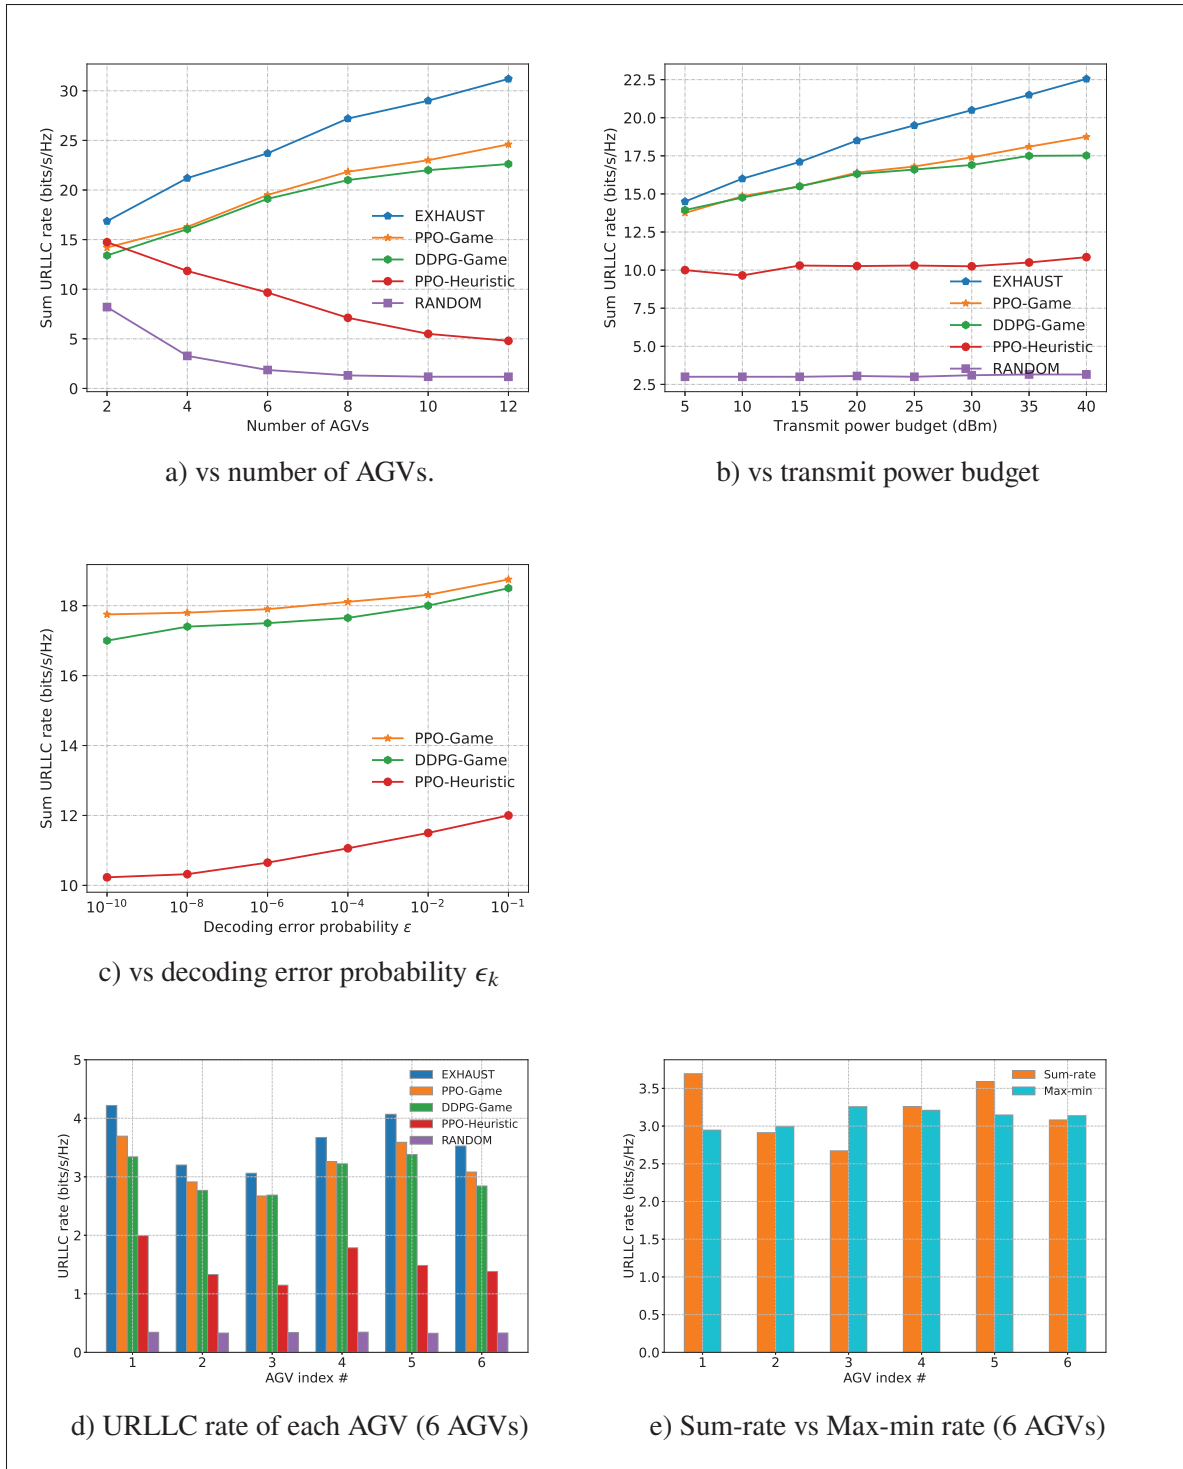 30
25
20
15
10
5
0
Sum URLLC rate (bits/s/Hz)
EXHAUST
PPO-Game
DDPG-Game
PPO-Heuristic
RANDOM
2 4 6 8 10 12
Number of AGVs
a) vs number of AGVs.
22.5
20.0
17.5
15.0
12.5
10.0
7.5
5.0
2.5
Sum URLLC rate (bits/s/Hz)
EXHAUST
PPO-Game
DDPG-Game
PPO-Heuristic
RANDOM
5 10 15 20 25 30 35 40
Transmit power budget (dBm)
b) vs transmit power budget
18
16
14
12
10
Sum URLLC rate (bits/s/Hz)
PPO-Game
DDPG-Game
PPO-Heuristic
10⁻¹⁰ 10⁻⁸ 10⁻⁶ 10⁻⁴ 10⁻² 10⁻¹
Decoding error probability ε
c) vs decoding error probability ϵₖ
5
4
3
2
1
0
URLLC rate (bits/s/Hz)
EXHAUST
PPO-Game
DDPG-Game
PPO-Heuristic
RANDOM
1 2 3 4 5 6
AGV index #
d) URLLC rate of each AGV (6 AGVs)
3.5
3.0
2.5
2.0
1.5
1.0
0.5
0.0
URLLC rate (bits/s/Hz)
Sum-rate
Max-min
1 2 3 4 5 6
AGV index #
e) Sum-rate vs Max-min rate (6 AGVs)